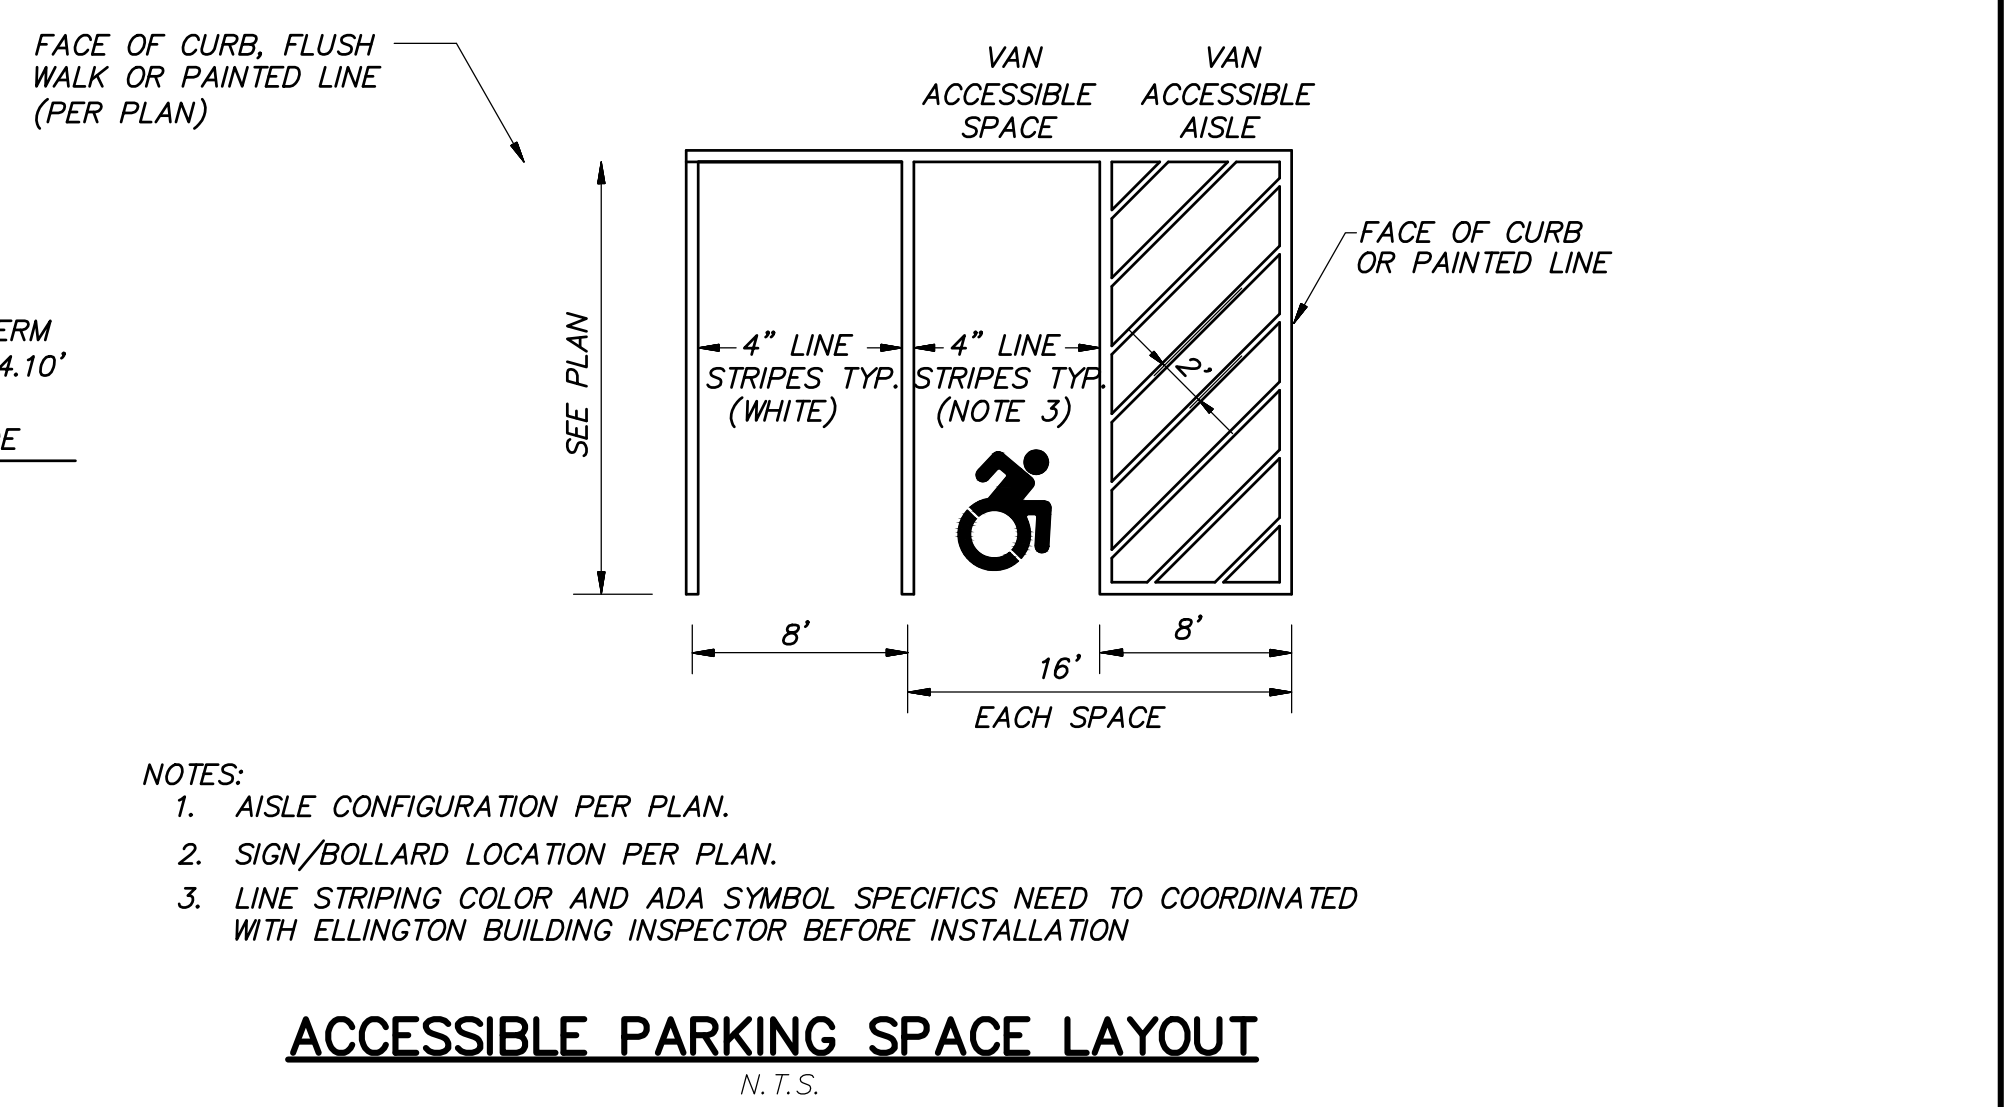 FACE OF CURB, FLUSH
WALK OR PAINTED LINE
(PER PLAN)
VAN
ACCESSIBLE
SPACE
VAN
ACCESSIBLE
AISLE
FACE OF CURB
OR PAINTED LINE
4.10'
SEE PLAN
4" LINE
STRIPES TYP.
(WHITE)
4" LINE
STRIPES TYP.
(NOTE 3)
2'
8'
8'
16'
EACH SPACE
NOTES:
1. AISLE CONFIGURATION PER PLAN.
2. SIGN/BOLLARD LOCATION PER PLAN.
3. LINE STRIPING COLOR AND ADA SYMBOL SPECIFICS NEED TO COORDINATED
WITH ELLINGTON BUILDING INSPECTOR BEFORE INSTALLATION
ACCESSIBLE PARKING SPACE LAYOUT
N.T.S.